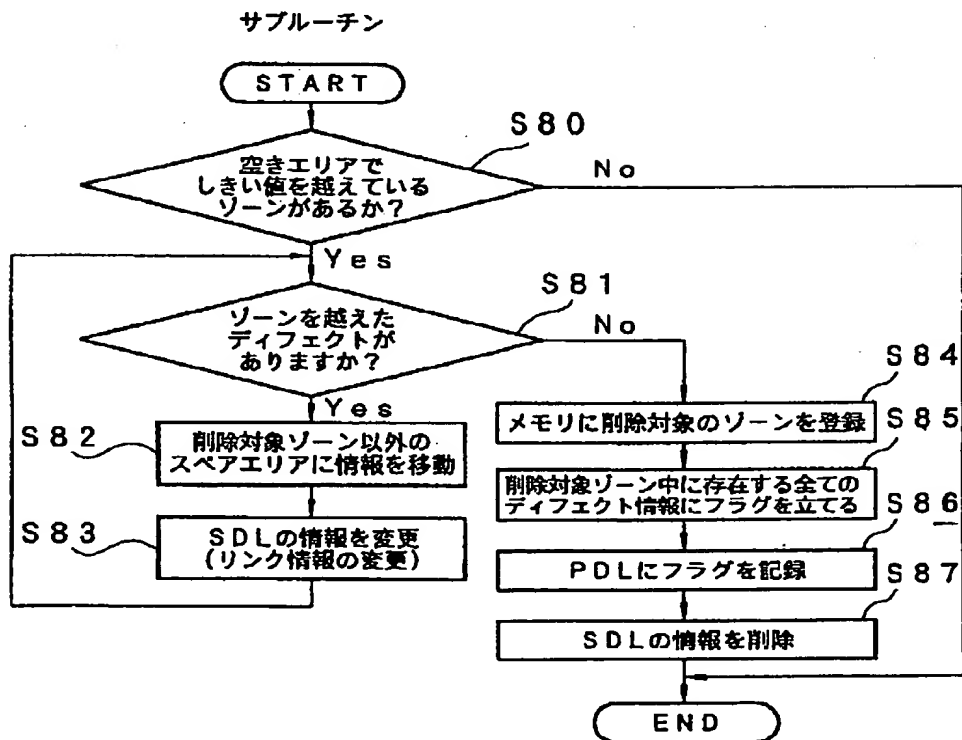 サブルーチン
START
S80
空きエリアで
しきい値を越えている
ゾーンがあるか?
No
Yes
S81
ゾーンを越えた
ディフェクトが
ありますか?
No
Yes
S82
削除対象ゾーン以外の
スペアエリアに情報を移動
S83
SDLの情報を変更
(リンク情報の変更)
S84
メモリに削除対象のゾーンを登録
S85
削除対象ゾーン中に存在する全ての
ディフェクト情報にフラグを立てる
S86
PDLにフラグを記録
S87
SDLの情報を削除
END